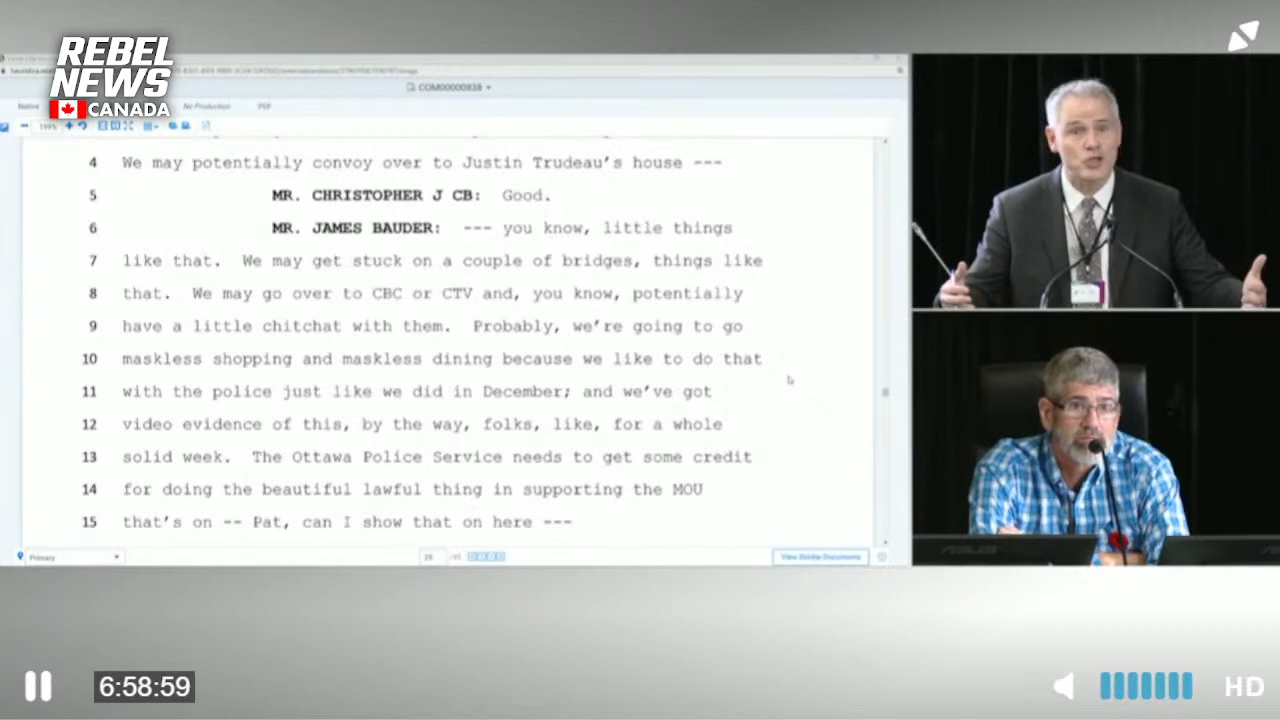 REBEL
NEWS
CANADA
COM00000838
Native
No Production
PDF
199%
4 We may potentially convoy over to Justin Trudeau's house ---
5 MR. CHRISTOPHER J CB: Good.
6 MR. JAMES BAUDER: --- you know, little things
7 like that. We may get stuck on a couple of bridges, things like
8 that. We may go over to CBC or CTV and, you know, potentially
9 have a little chitchat with them. Probably, we're going to go
10 maskless shopping and maskless dining because we like to do that
11 with the police just like we did in December; and we've got
12 video evidence of this, by the way, folks, like, for a whole
13 solid week. The Ottawa Police Service needs to get some credit
14 for doing the beautiful lawful thing in supporting the MOU
15 that's on -- Pat, can I show that on here ---
Primary
View Similar Documents
ASUS
6:58:59
HD